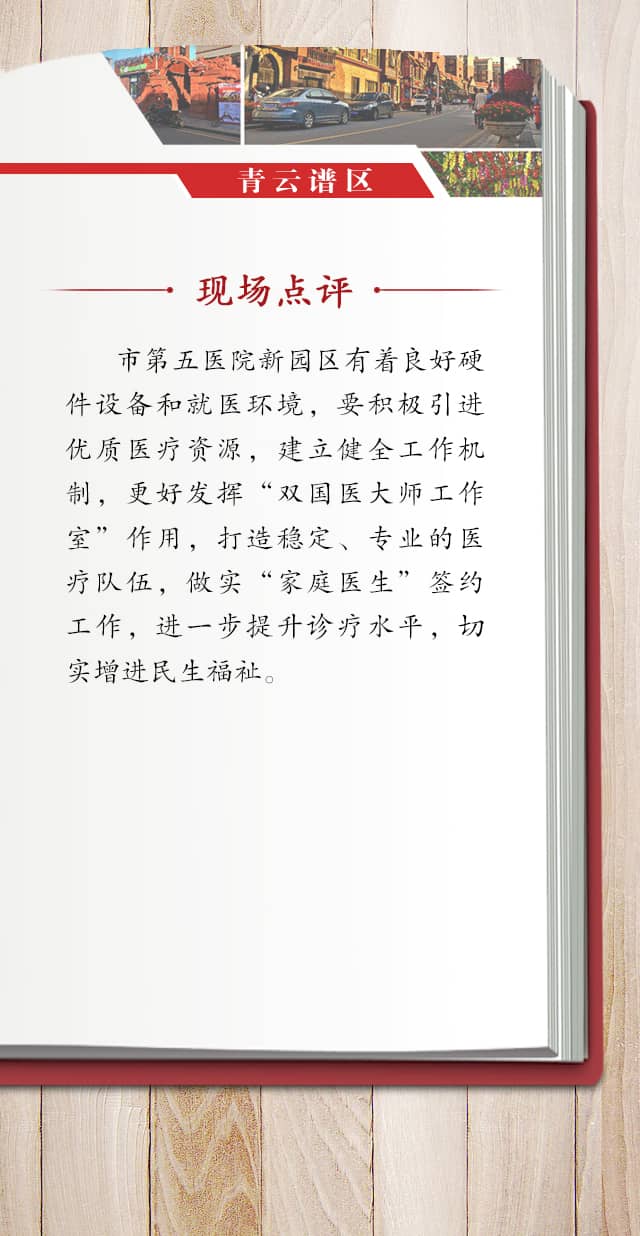 青云谱区
现场点评
市第五医院新园区有着良好硬
件设备和就医环境，要积极引进
优质医疗资源，建立健全工作机
制，更好发挥“双国医大师工作
室”作用，打造稳定、专业的医
疗队伍，做实“家庭医生”签约
工作，进一步提升诊疗水平，切
实增进民生福祉。